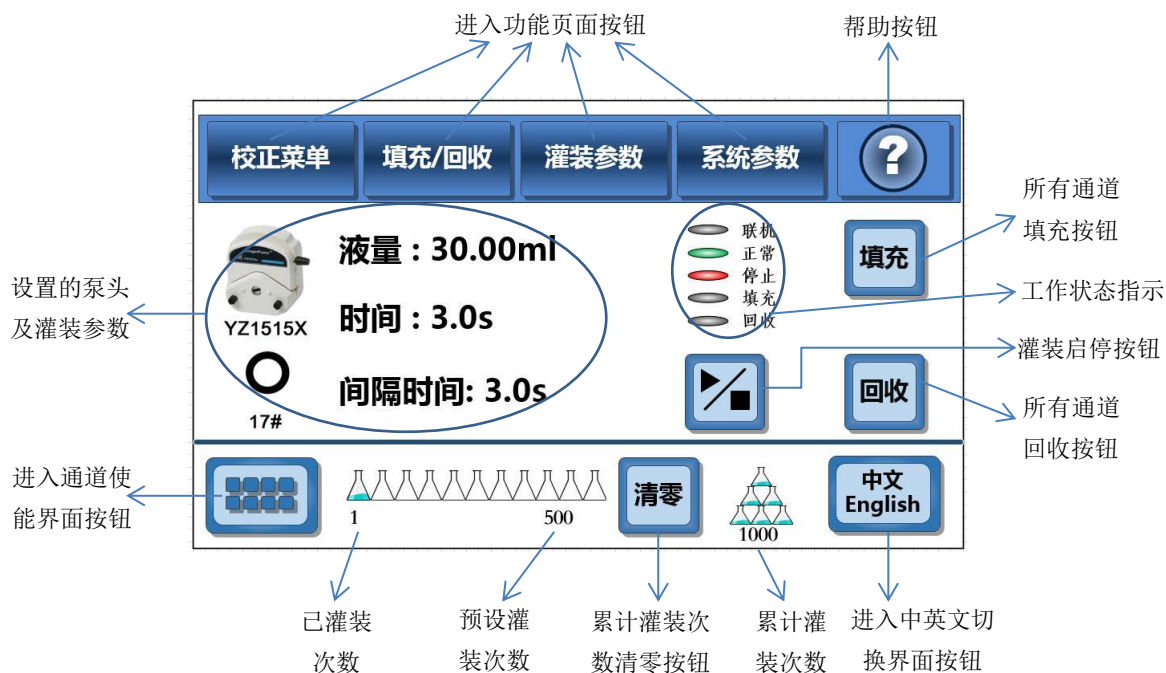 进入功能页面按钮
帮助按钮
校正菜单
填充/回收
灌装参数
系统参数
?
所有通道
填充按钮
设置的泵头
及灌装参数
YZ1515X
17#
液量：30.00ml
时间：3.0s
间隔时间: 3.0s
联机
正常
停止
填充
回收
填充
工作状态指示
灌装启停按钮
回收
所有通道
回收按钮
进入通道使
能界面按钮
1
500
清零
1000
中文
English
已灌装
次数
预设灌
装次数
累计灌装次
数清零按钮
累计灌
装次数
进入中英文切
换界面按钮